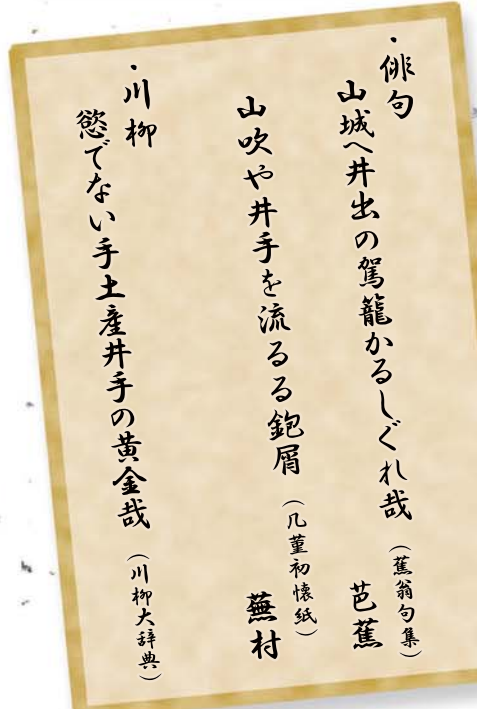 ・俳句
山城へ井出の駕籠かるしぐれ哉 (蕉翁句集)
芭蕉
山吹や井手を流るる鉋屑 (几董初懐紙)
蕪村
・川柳
慾でない手土産井手の黄金哉 (川柳大辞典)